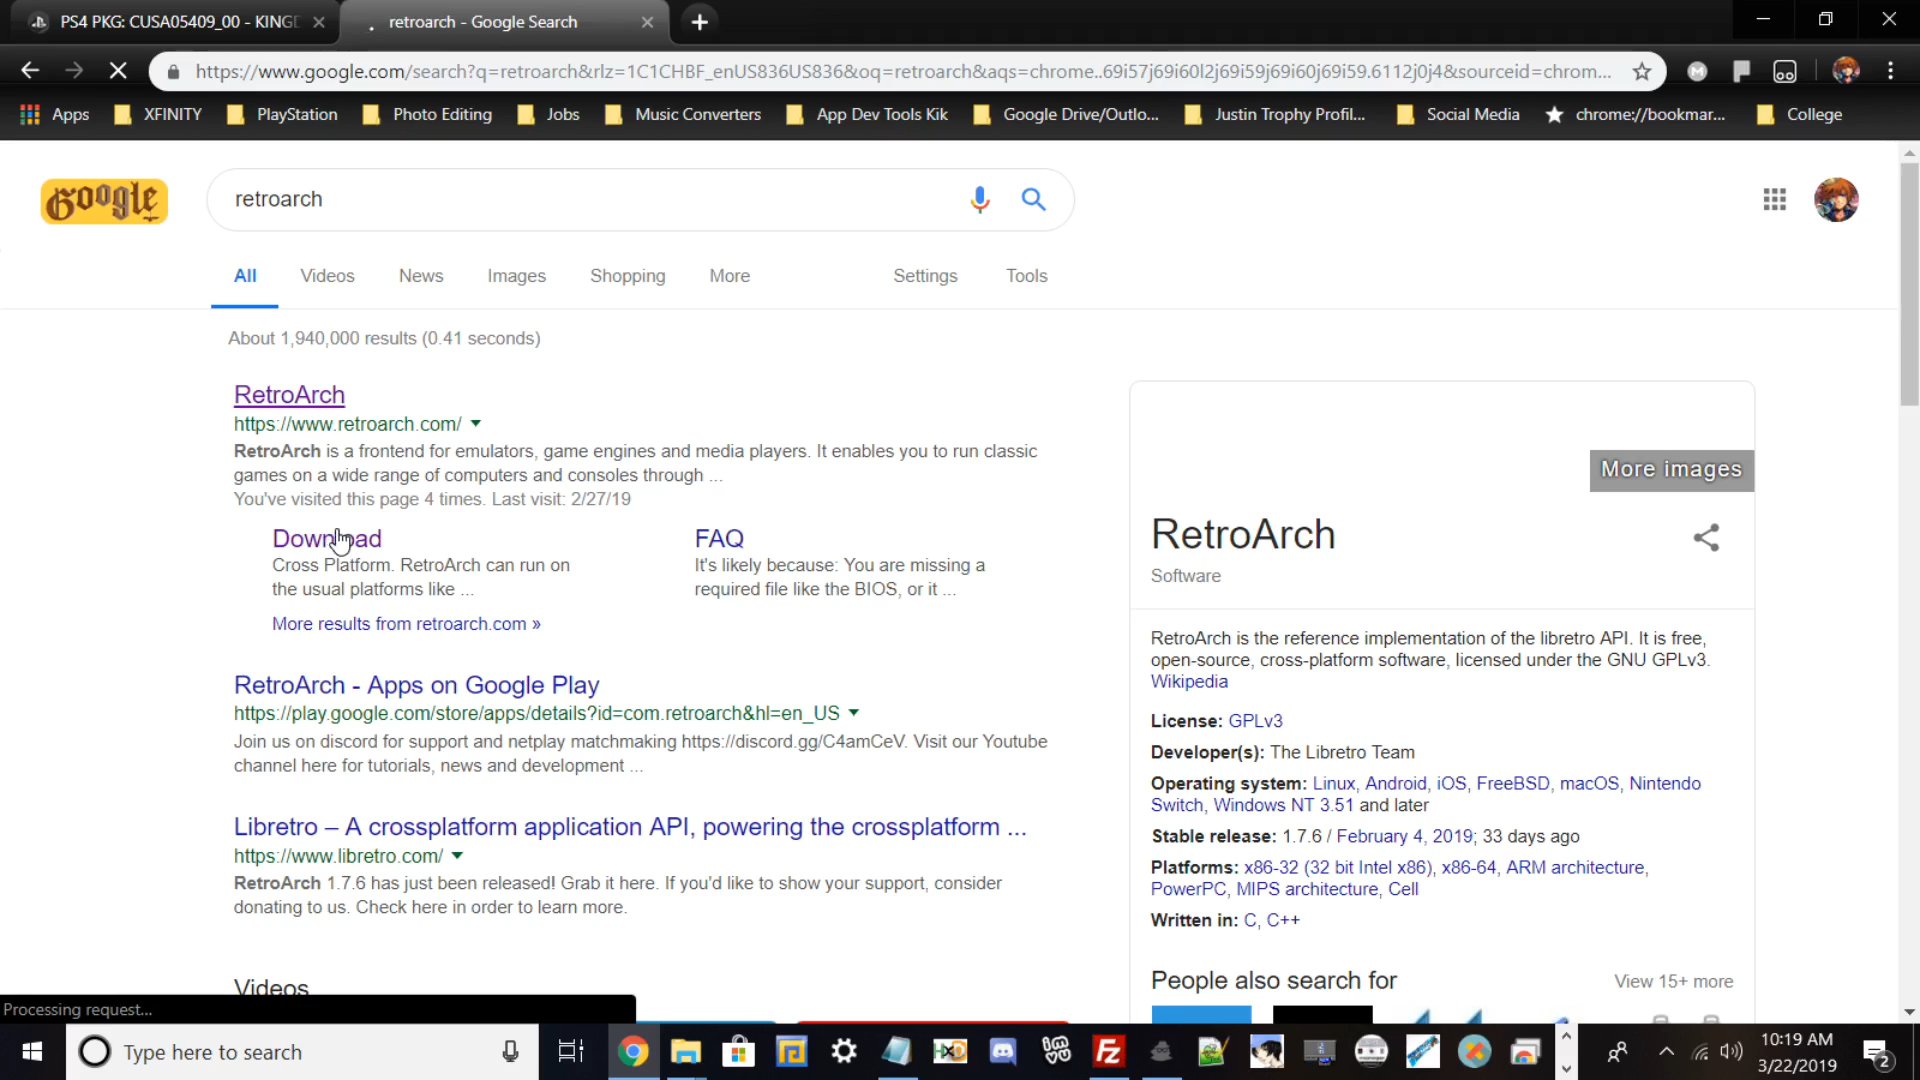 PS4 PKG: CUSA05409_00 - KING
retroarch - Google Search
https://www.google.com/search?q=retroarch&rlz=1C1CHBF_enUS836US836&oq=retroarch&aqs=chrome..69i57j69i60l2j69i59j69i60j69i59.6112j0j4&sourceid=chrom...
Apps XFINITY PlayStation Photo Editing Jobs Music Converters App Dev Tools Kik Google Drive/Outlo... Justin Trophy Profil... Social Media chrome://bookmar... College
Google
retroarch
All Videos News Images Shopping More Settings Tools
About 1,940,000 results (0.41 seconds)
RetroArch
https://www.retroarch.com/
RetroArch is a frontend for emulators, game engines and media players. It enables you to run classic
games on a wide range of computers and consoles through ...
You've visited this page 4 times. Last visit: 2/27/19
Download
Cross Platform. RetroArch can run on
the usual platforms like ...
FAQ
It's likely because: You are missing a
required file like the BIOS, or it ...
More results from retroarch.com »
RetroArch - Apps on Google Play
https://play.google.com/store/apps/details?id=com.retroarch&hl=en_US
Join us on discord for support and netplay matchmaking https://discord.gg/C4amCeV. Visit our Youtube
channel here for tutorials, news and development ...
Libretro – A crossplatform application API, powering the crossplatform ...
https://www.libretro.com/
RetroArch 1.7.6 has just been released! Grab it here. If you'd like to show your support, consider
donating to us. Check here in order to learn more.
Videos
More images
RetroArch
Software
RetroArch is the reference implementation of the libretro API. It is free,
open-source, cross-platform software, licensed under the GNU GPLv3.
Wikipedia
License: GPLv3
Developer(s): The Libretro Team
Operating system: Linux, Android, iOS, FreeBSD, macOS, Nintendo
Switch, Windows NT 3.51 and later
Stable release: 1.7.6 / February 4, 2019; 33 days ago
Platforms: x86-32 (32 bit Intel x86), x86-64, ARM architecture,
PowerPC, MIPS architecture, Cell
Written in: C, C++
People also search for
View 15+ more
Processing request...
Type here to search
10:19 AM
3/22/2019
2